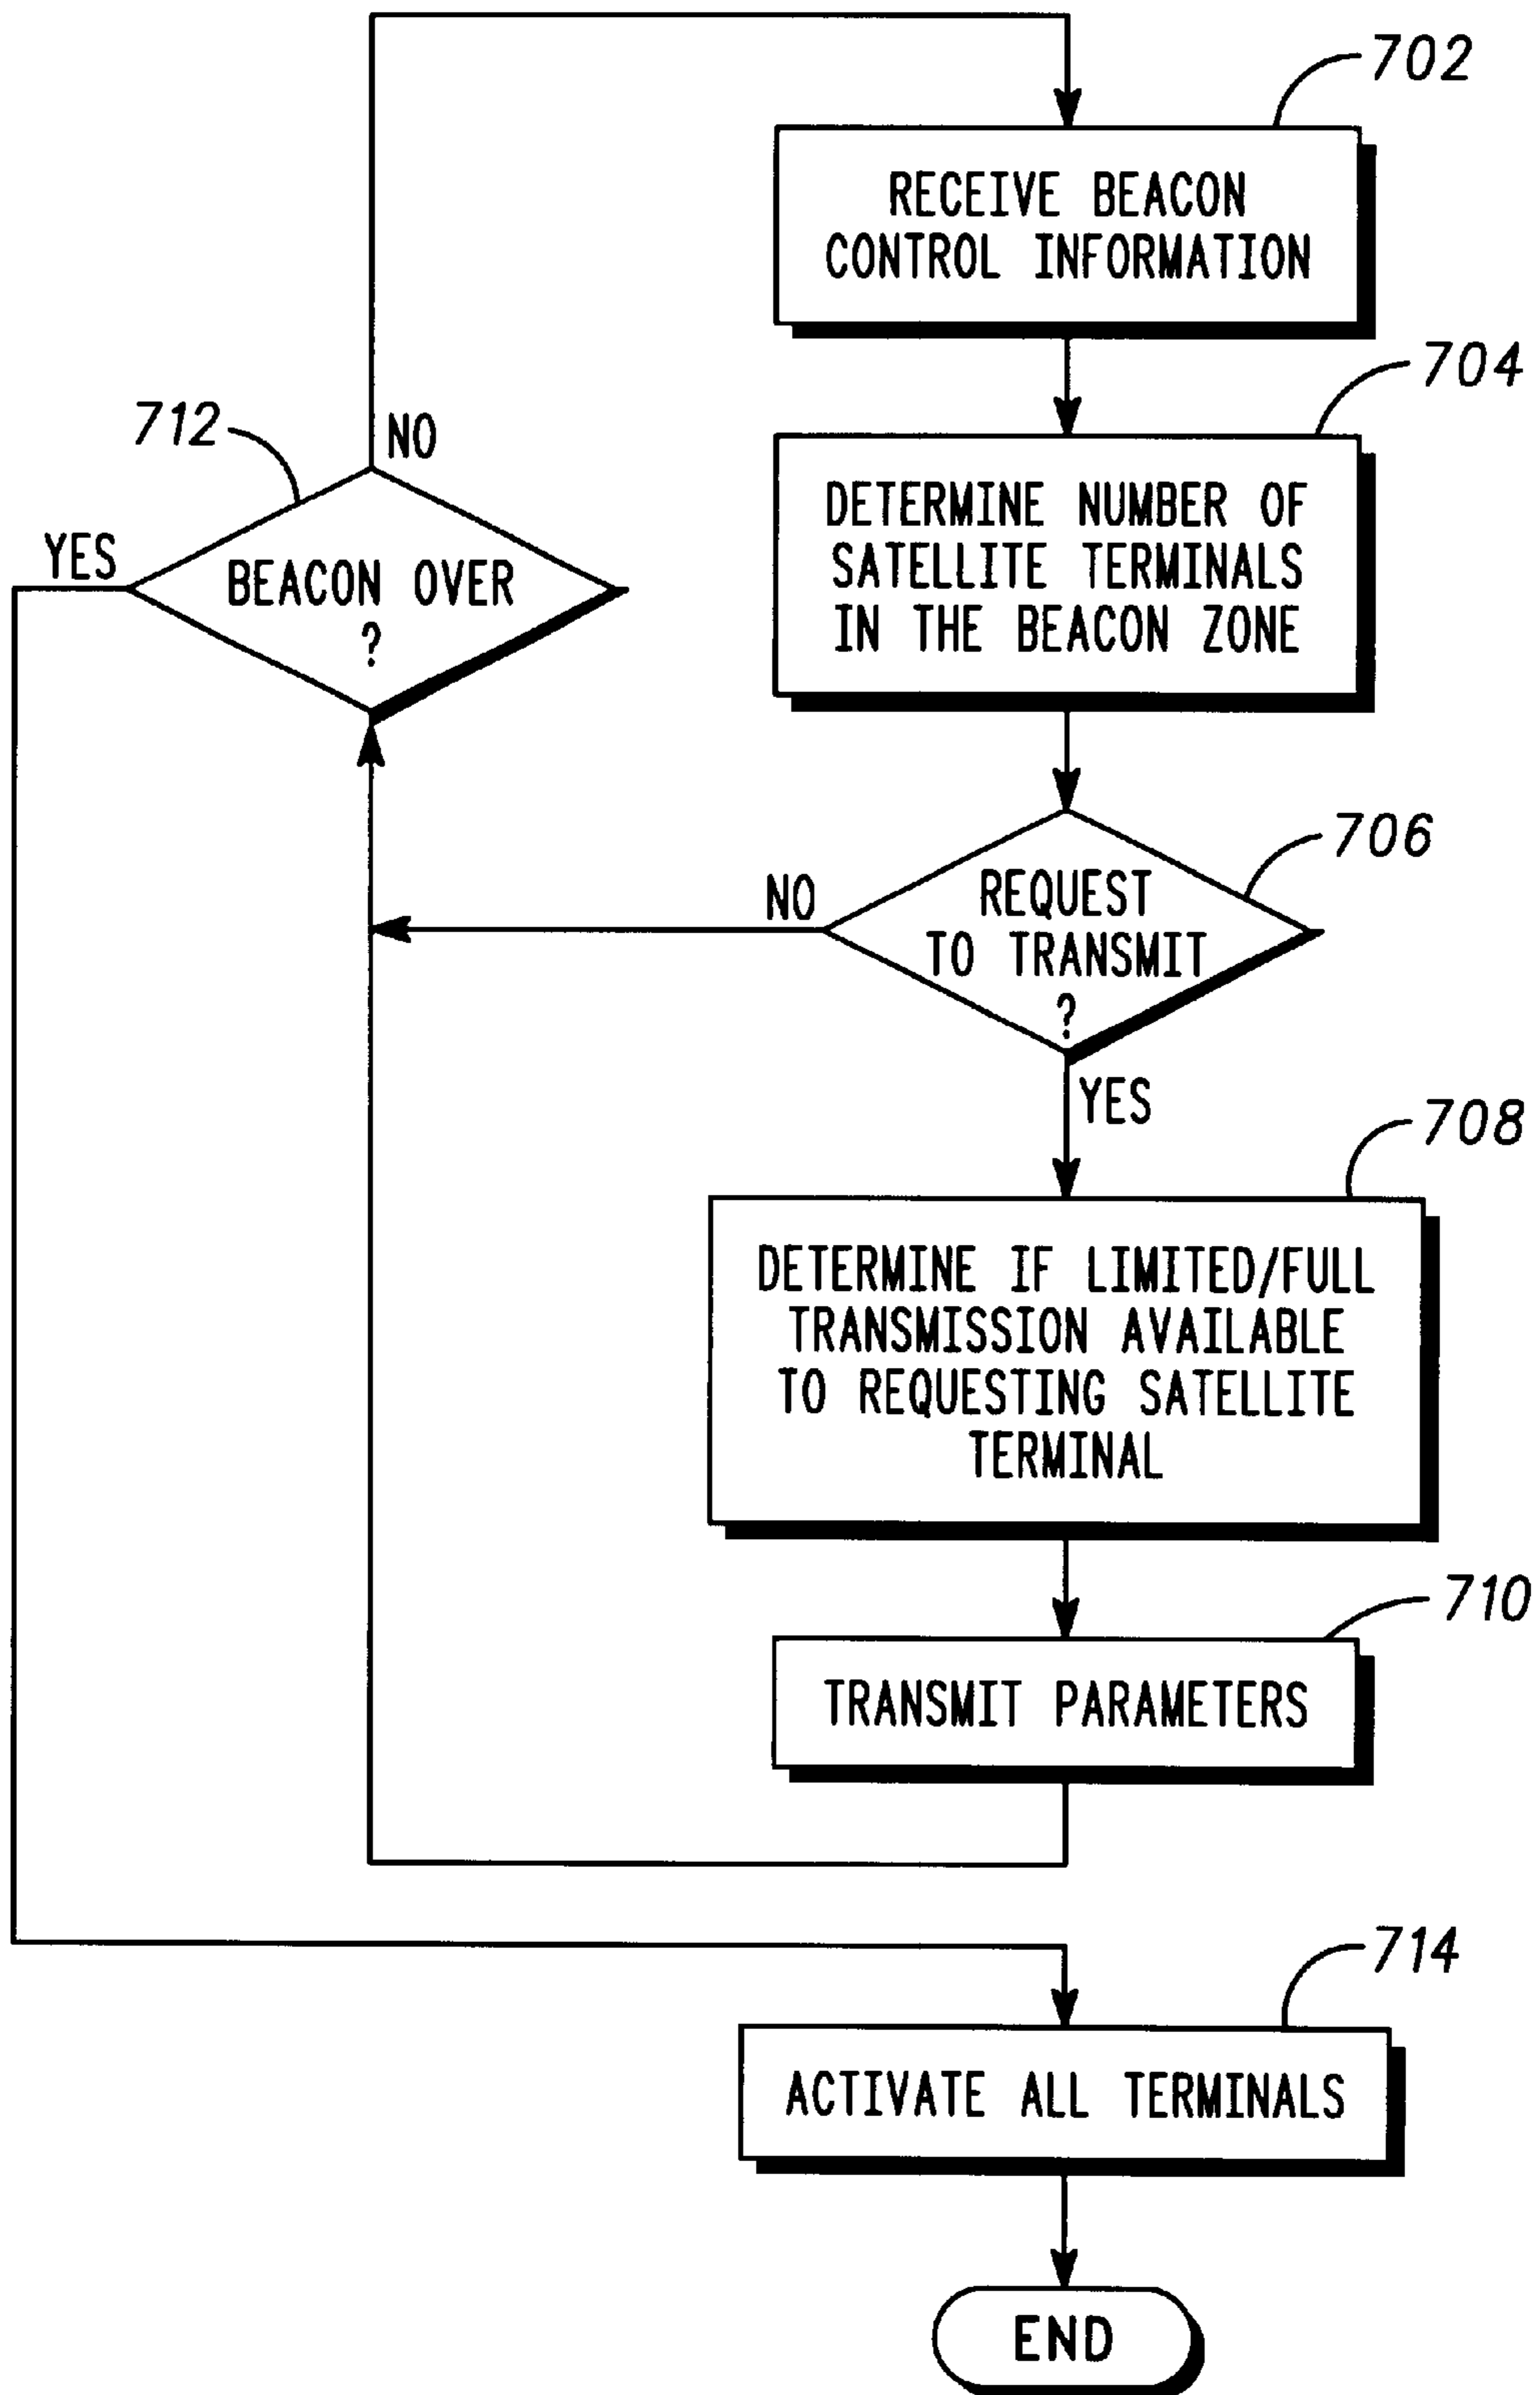 702
RECEIVE BEACON
CONTROL INFORMATION
704
DETERMINE NUMBER OF
SATELLITE TERMINALS
IN THE BEACON ZONE
712
NO
YES
BEACON OVER
?
706
NO
REQUEST
TO TRANSMIT
?
YES
708
DETERMINE IF LIMITED/FULL
TRANSMISSION AVAILABLE
TO REQUESTING SATELLITE
TERMINAL
710
TRANSMIT PARAMETERS
714
ACTIVATE ALL TERMINALS
END